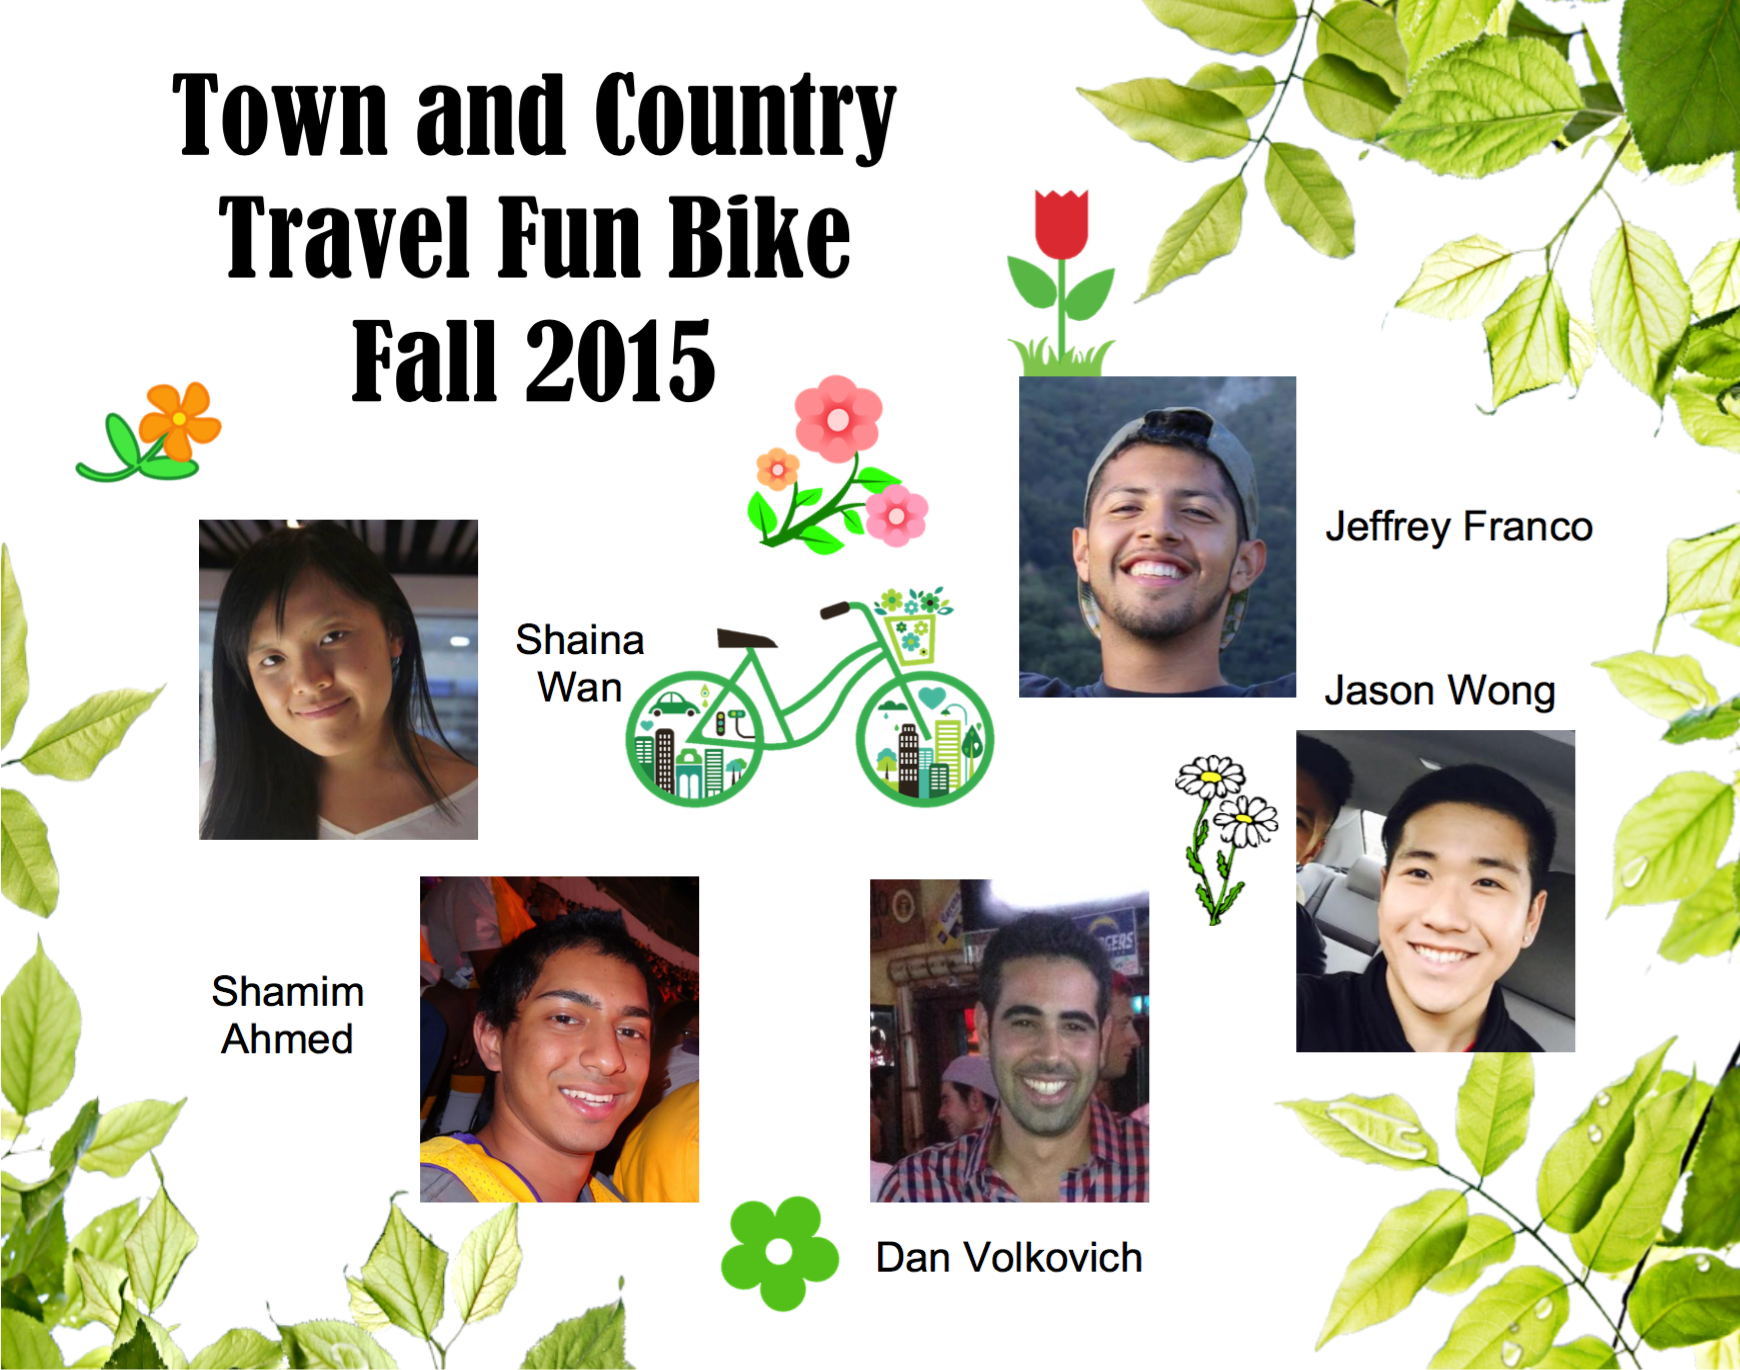 Town and Country
Travel Fun Bike
Fall 2015
Jeffrey Franco
Shaina
Wan
Jason Wong
Shamim
Ahmed
Dan Volkovich